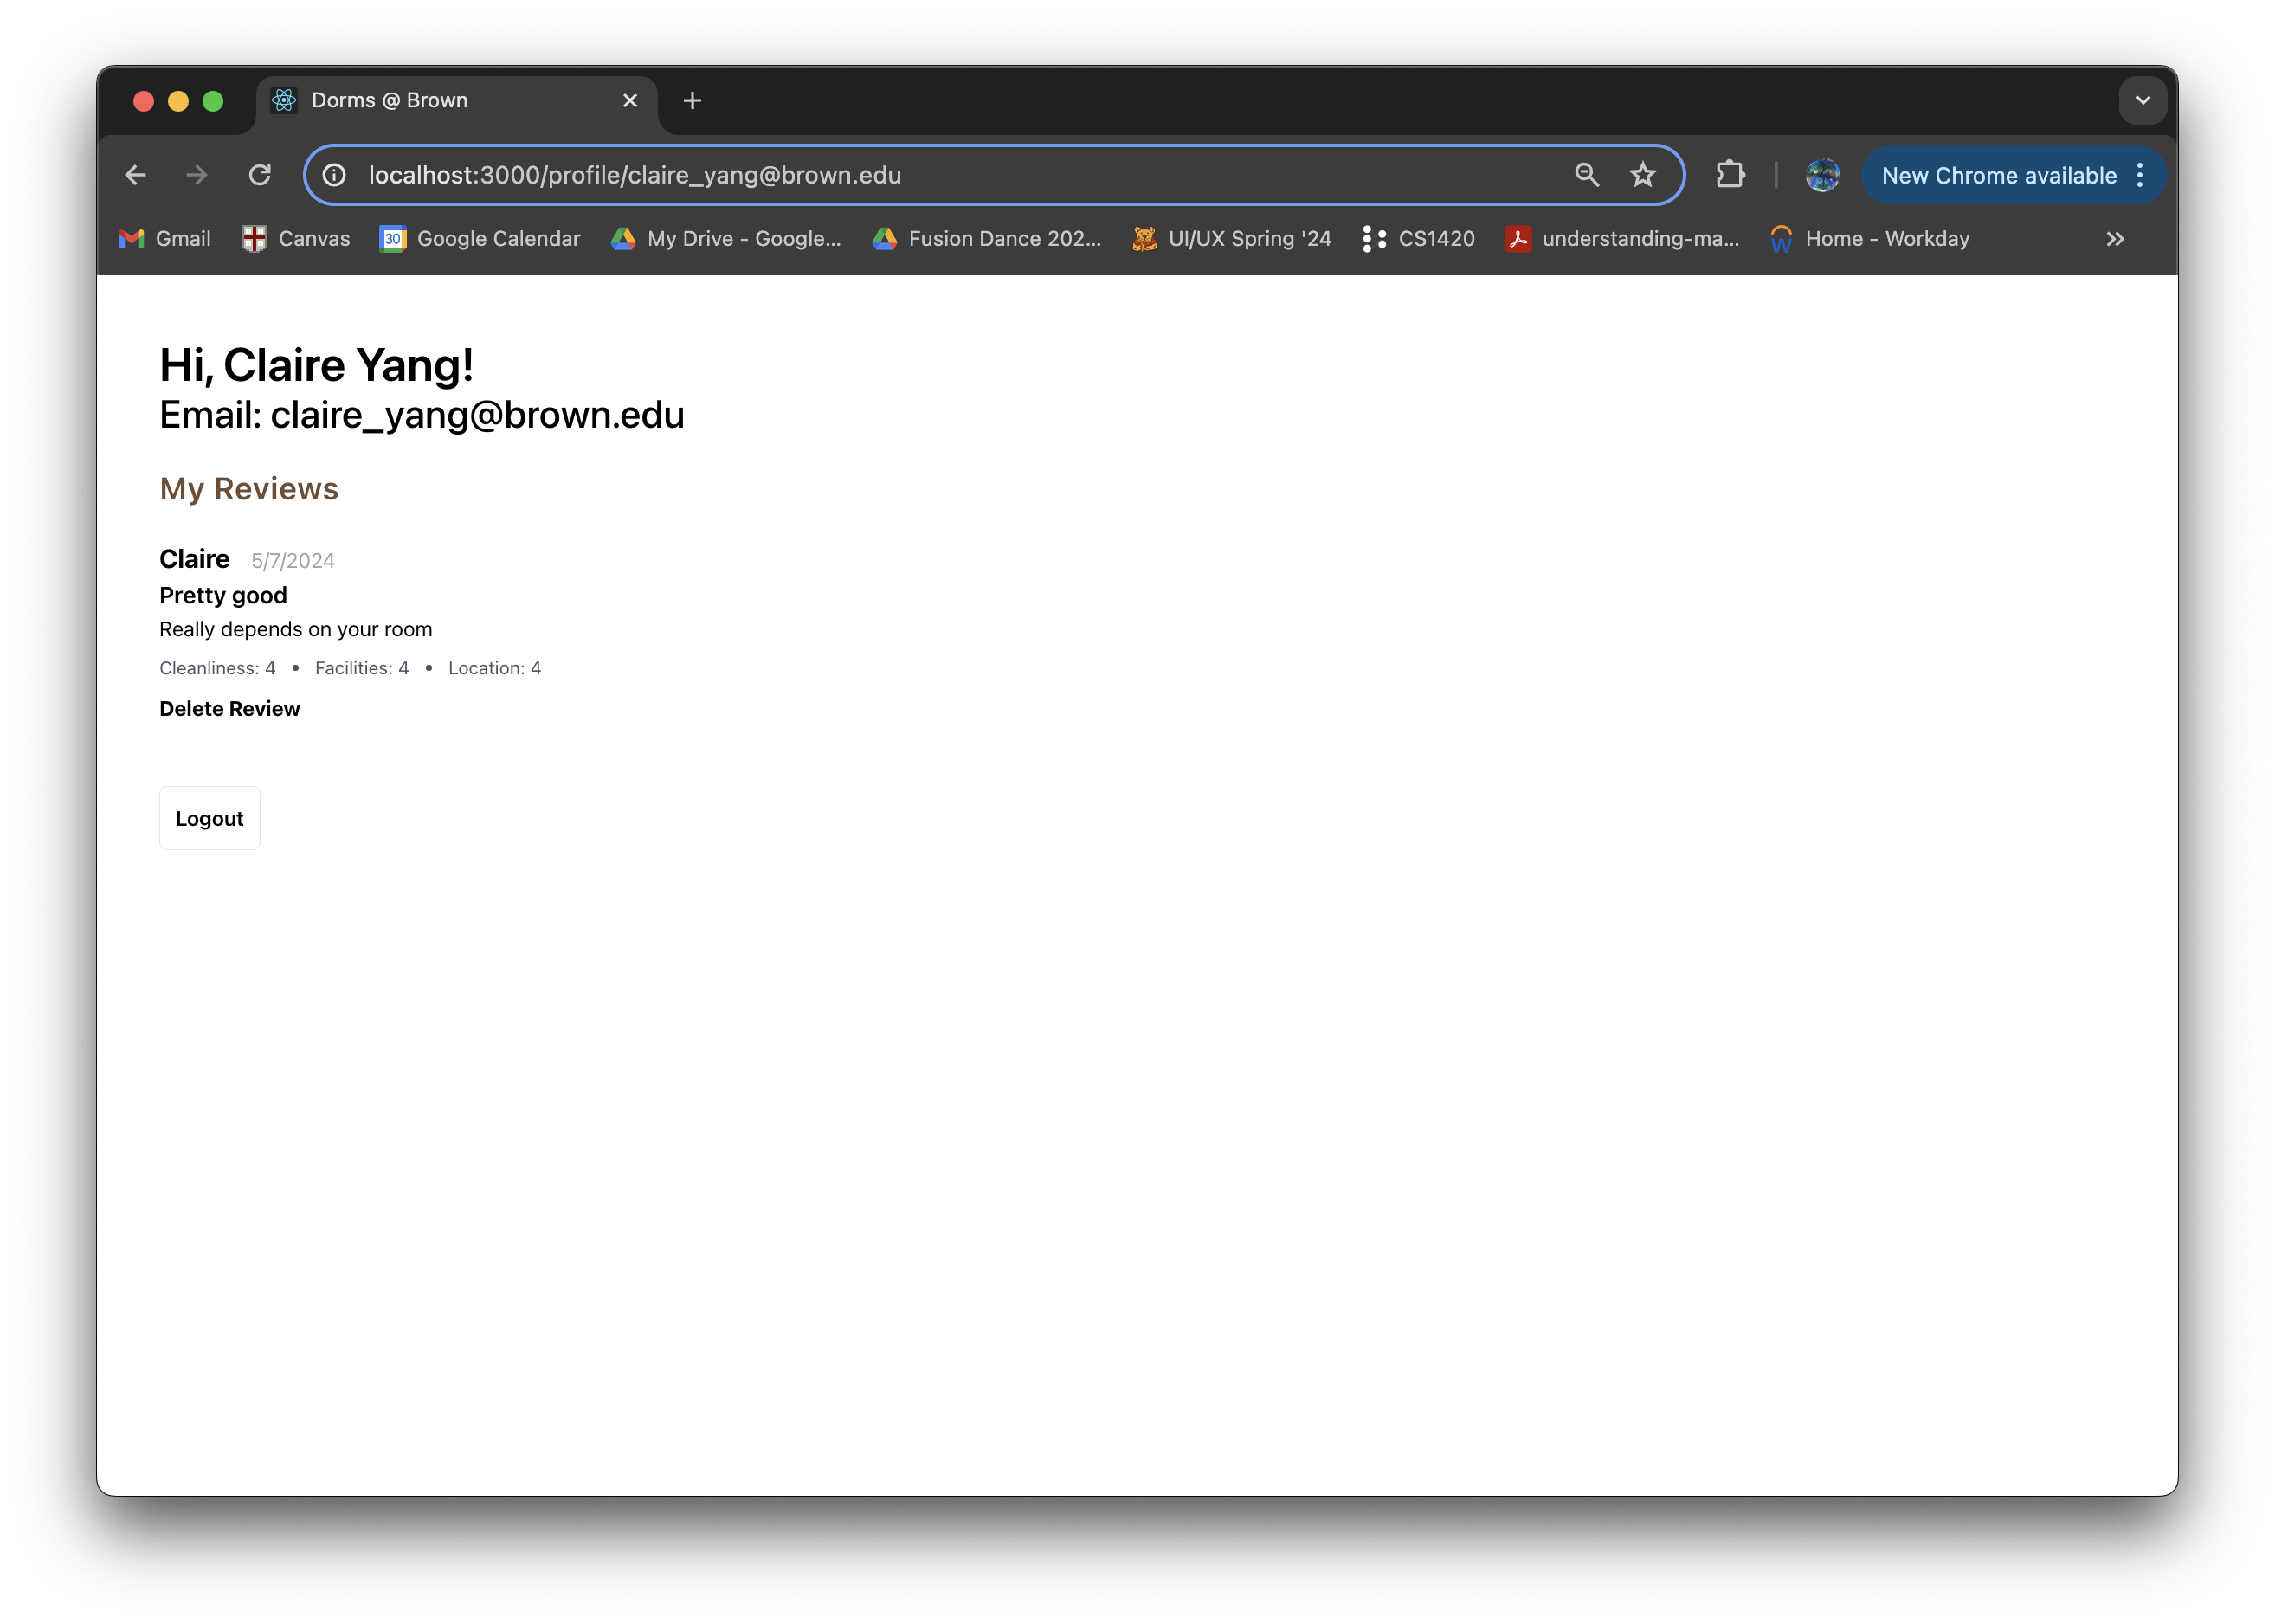 Dorms @ Brown
localhost:3000/profile/claire_yang@brown.edu
New Chrome available
Gmail
Canvas
30
Google Calendar
My Drive - Google...
Fusion Dance 202...
UI/UX Spring '24
CS1420
understanding-ma...
Home - Workday
Hi, Claire Yang!
Email: claire_yang@brown.edu
My Reviews
Claire 5/7/2024
Pretty good
Really depends on your room
Cleanliness: 4 • Facilities: 4 • Location: 4
Delete Review
Logout